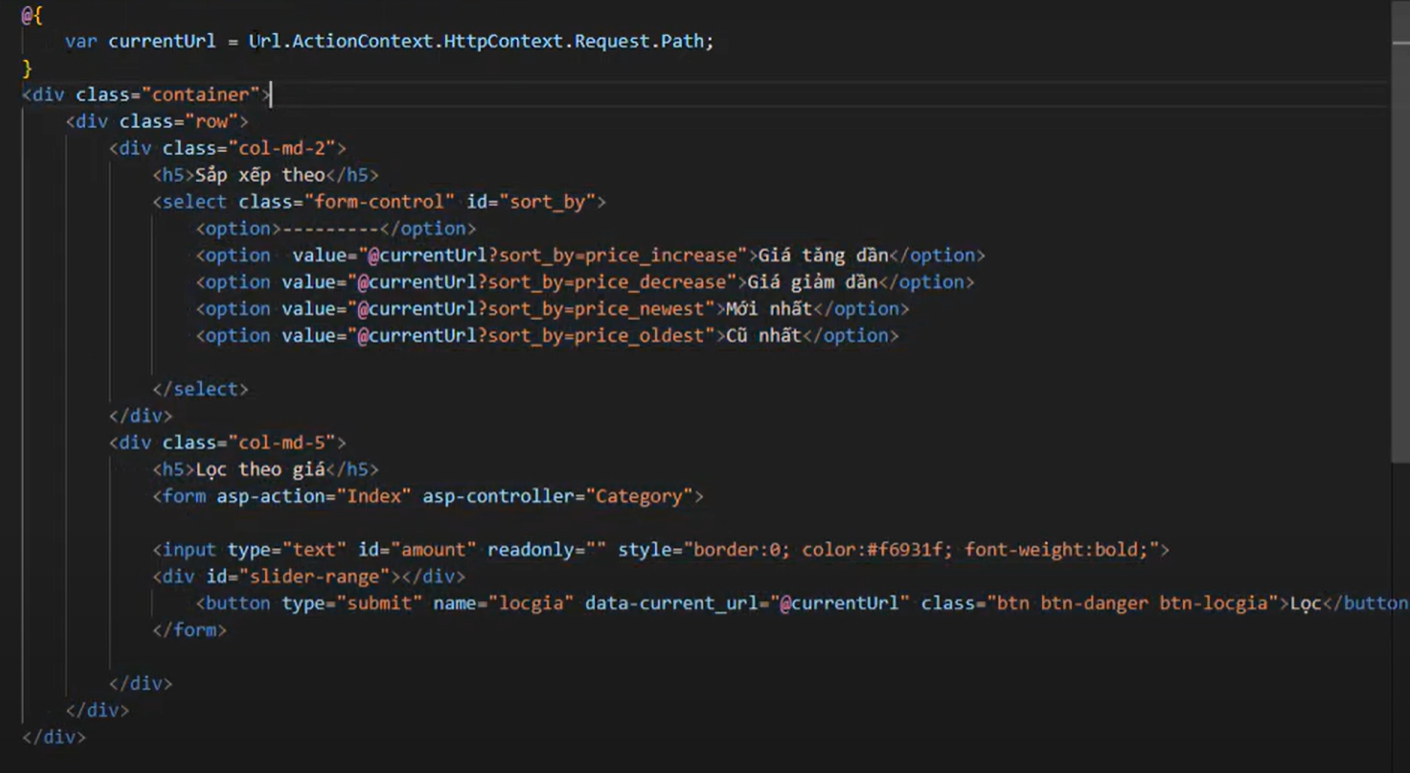 @{
var currentUrl = Url.ActionContext.HttpContext.Request.Path;
}
<div class="container">
<div class="row">
<div class="col-md-2">
<h5>Sắp xếp theo</h5>
<select class="form-control" id="sort_by">
<option>---------</option>
<option  value="@currentUrl?sort_by=price_increase">Giá tăng dần</option>
<option value="@currentUrl?sort_by=price_decrease">Giá giảm dần</option>
<option value="@currentUrl?sort_by=price_newest">Mới nhất</option>
<option value="@currentUrl?sort_by=price_oldest">Cũ nhất</option>
</select>
</div>
<div class="col-md-5">
<h5>Lọc theo giá</h5>
<form asp-action="Index" asp-controller="Category">
<input type="text" id="amount" readonly="" style="border:0; color:#f6931f; font-weight:bold;">
<div id="slider-range"></div>
<button type="submit" name="locgia" data-current_url="@currentUrl" class="btn btn-danger btn-locgia">Lọc</button
</form>
</div>
</div>
</div>